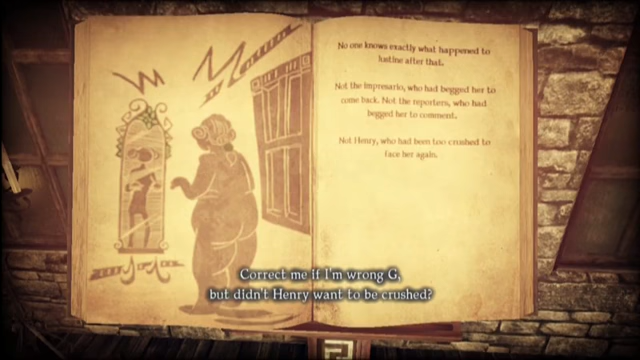 No one knows exactly what happened to
Justine after that.
Not the impresario, who had begged her to
come back. Not the reporters, who had
begged her to comment.
Not Henry, who had been too crushed to
face her again.
Correct me if I'm wrong G,
but didn't Henry want to be crushed?